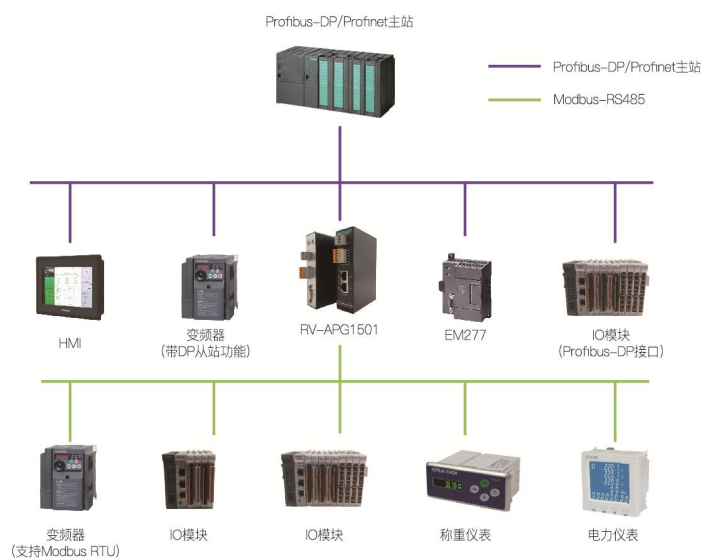 Profibus-DP/Profinet主站
Profibus-DP/Profinet主站
Modbus-RS485
HMI
变频器
(带DP从站功能)
RV-APG1501
EM277
IO模块
(Profibus-DP接口)
变频器
(支持Modbus RTU)
IO模块
IO模块
称重仪表
电力仪表